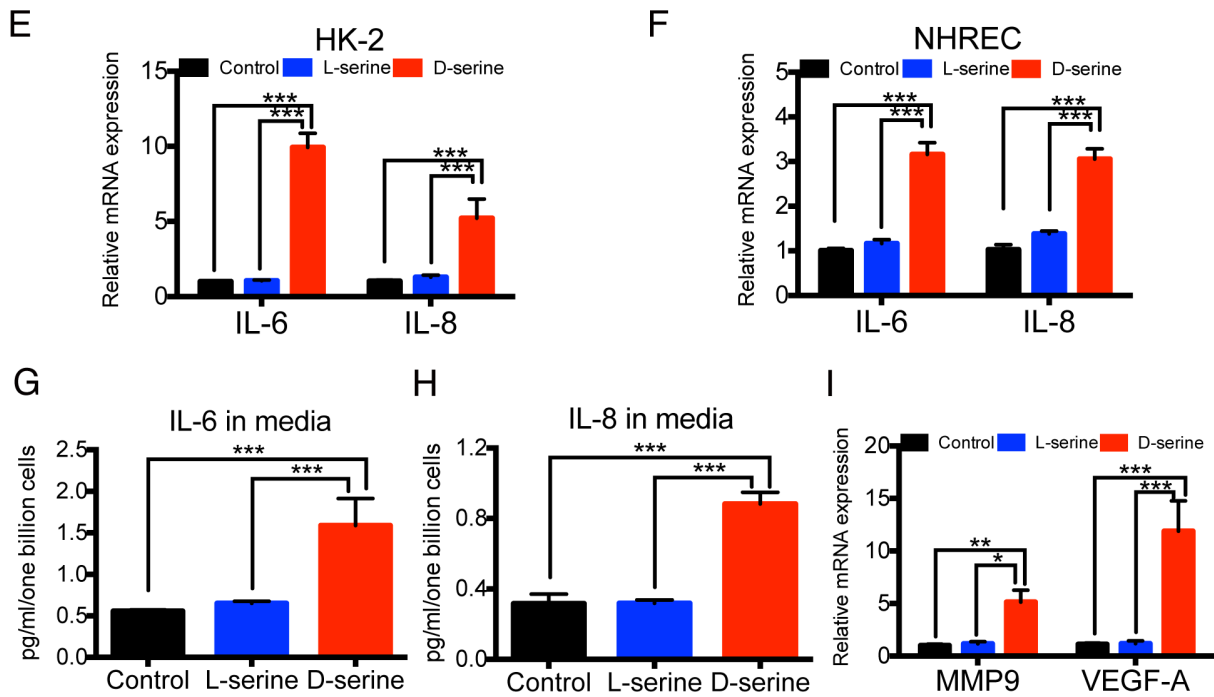 E
HK-2
Control L-serine D-serine
Relative mRNA expression
15
10
5
0
***
***
***
***
IL-6 IL-8
F
NHREC
Control L-serine D-serine
Relative mRNA expression
5
4
3
2
1
0
***
***
***
***
IL-6 IL-8
G
IL-6 in media
pg/ml/one billion cells
2.5
2.0
1.5
1.0
0.5
0.0
***
***
Control L-serine D-serine
H
IL-8 in media
pg/ml/one billion cells
1.2
0.8
0.4
0.0
***
***
Control L-serine D-serine
I
Control L-serine D-serine
Relative mRNA expression
20
15
10
5
0
**
*
***
***
MMP9 VEGF-A